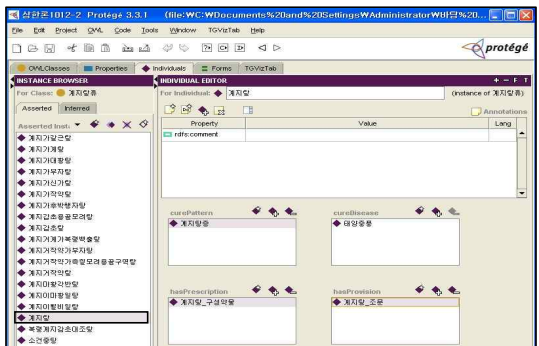 상한론1012-2 Protégé 3.3.1 (file:\C:\Documents%20and%20Settings\Administrator\바탕%20...
File Edit Project OWL Code Tools Window TGVizTab Help
protégé
OWLClasses Properties Individuals Forms TGVizTab
INSTANCE BROWSER
For Class: 계지탕류
Asserted Inferred
Asserted Inst.
계지가갈근탕
계지가계탕
계지가대황탕
계지가부자탕
계지가신가탕
계지가작약탕
계지가후박행자탕
계지감초용골모려탕
계지감초탕
계지거계가복령백출탕
계지거작약가부자탕
계지거작약가촉칠모려용골구역탕
계지거작약탕
계지마황각반탕
계지이마황일탕
계지이월비일탕
계지탕
복령계지감초대조탕
소건중탕
INDIVIDUAL EDITOR
+ − F T
For Individual: 계지탕 (instance of 계지탕류)
Annotations
Property Value Lang
rdfs:comment
curePattern
계지탕증
cureDisease
태양중풍
hasPrescription
계지탕_구성약물
hasProvision
계지탕_조문